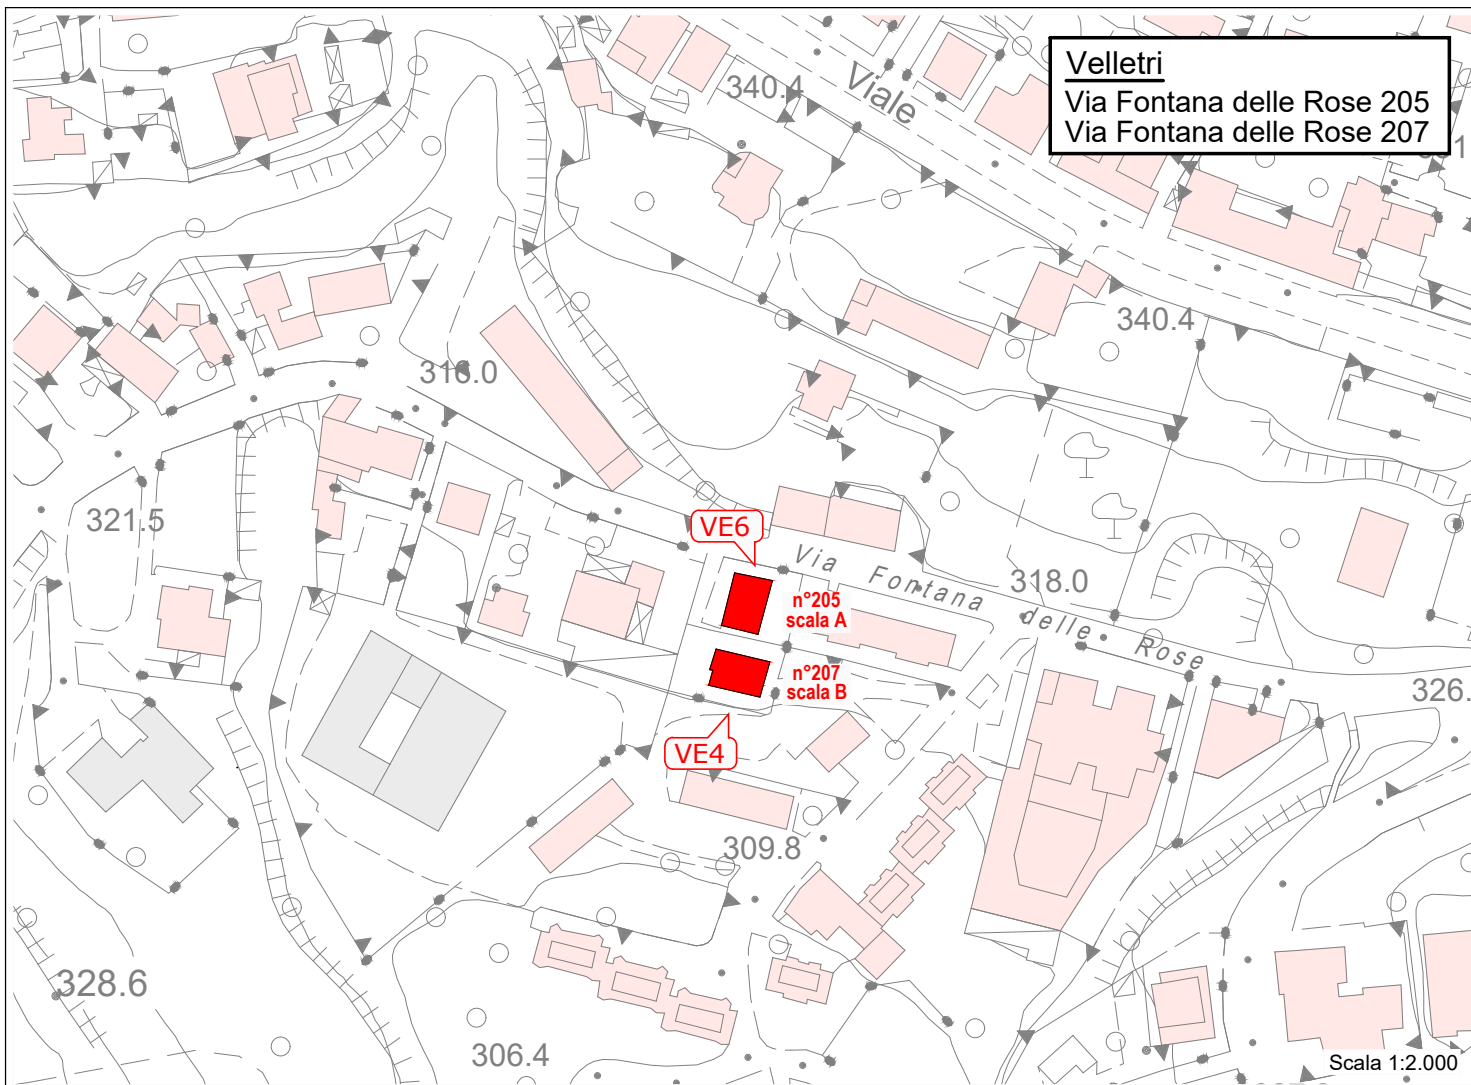 Velletri
Via Fontana delle Rose 205
Via Fontana delle Rose 207
340.4
Viale
340.4
316.0
321.5
VE6
Via Fontana delle Rose
318.0
n°205
scala A
n°207
scala B
326.
VE4
309.8
328.6
306.4
Scala 1:2.000